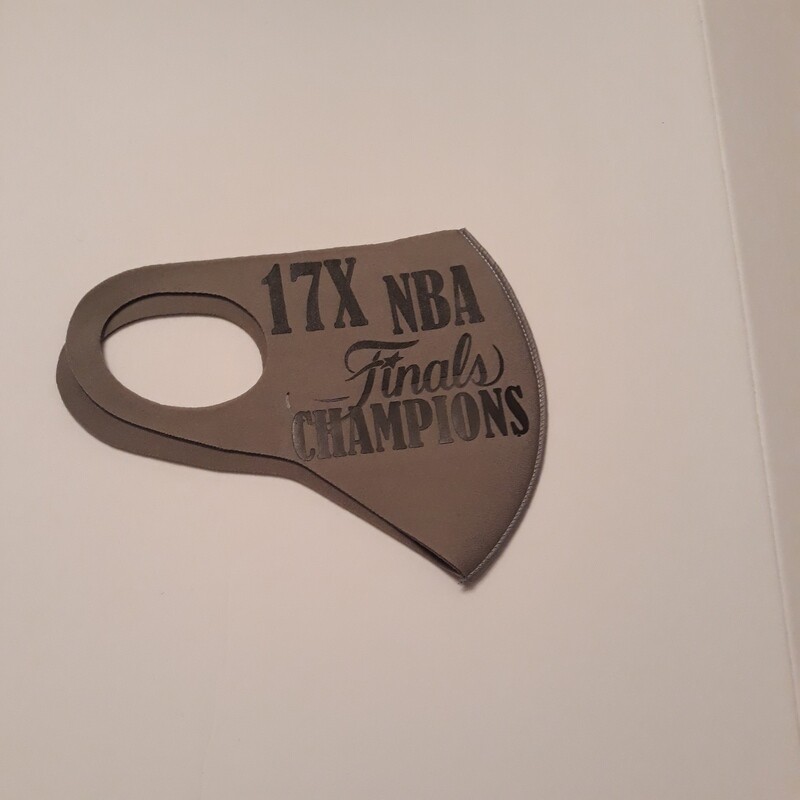 17X NBA
Finals
CHAMPIONS